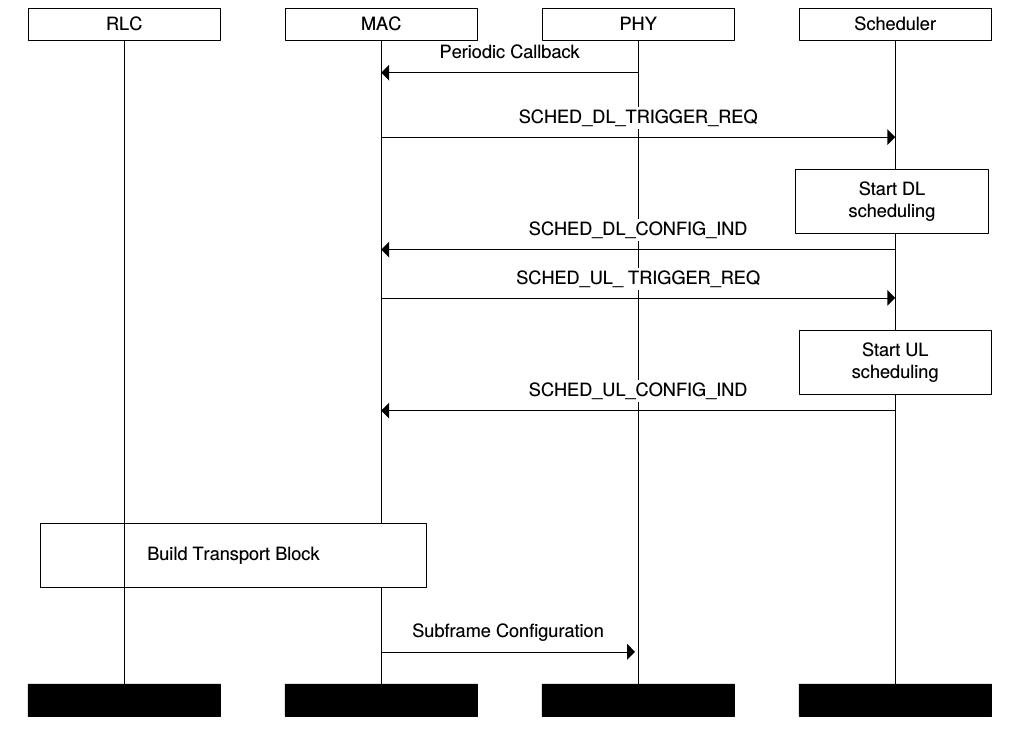 RLC
MAC
PHY
Scheduler
Periodic Callback
SCHED_DL_TRIGGER_REQ
Start DL
scheduling
SCHED_DL_CONFIG_IND
SCHED_UL_ TRIGGER_REQ
Start UL
scheduling
SCHED_UL_CONFIG_IND
Build Transport Block
Subframe Configuration